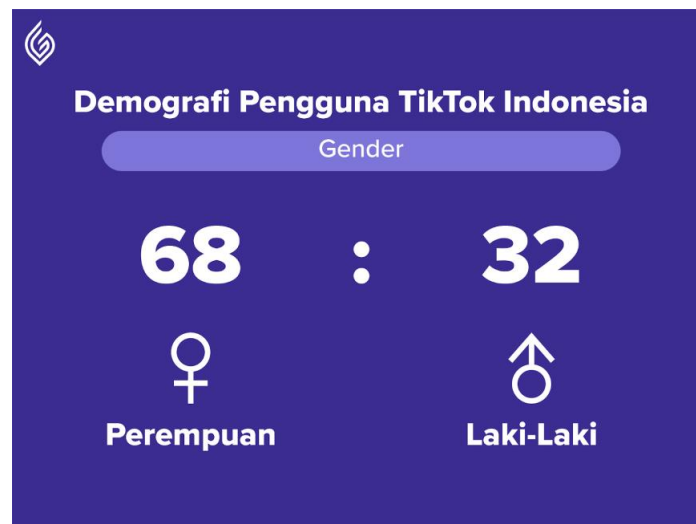 Demografi Pengguna TikTok Indonesia
Gender
68 : 32
Perempuan Laki-Laki